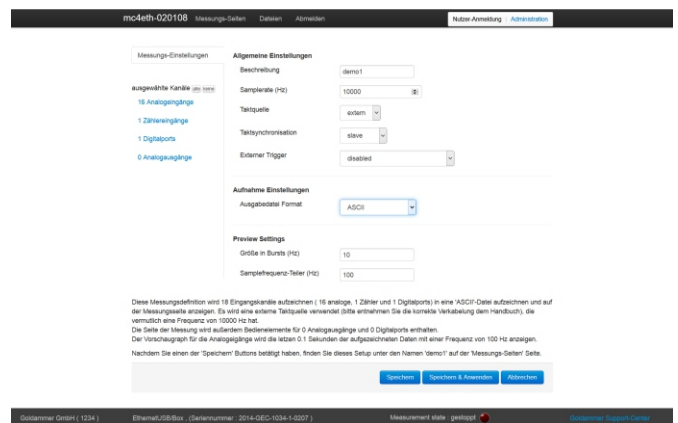 mc4eth-020108 Messungs-Seiten Dateien Abmelden Nutzer-Anmeldung | Administration
Messungs-Einstellungen
ausgewählte Kanäle alle keine
16 Analogeingänge
1 Zählereingänge
1 Digitalports
0 Analogausgänge
Allgemeine Einstellungen
Beschreibung demo1
Samplerate (Hz) 10000
Taktquelle extern
Taktsynchronisation slave
Externer Trigger disabled
Aufnahme Einstellungen
Ausgabedatei Format ASCII
Preview Settings
Größe in Bursts (Hz) 10
Samplefrequenz-Teiler (Hz) 100
Diese Messungsdefinition wird 18 Eingangskanäle aufzeichnen ( 16 analoge, 1 Zähler und 1 Digitalports) in eine 'ASCII'-Datei aufzeichnen und auf
der Messungsseite anzeigen. Es wird eine externe Taktquelle verwendet (bitte entnehmen Sie die korrekte Verkabelung dem Handbuch), die
vermutlich eine Frequenz von 10000 Hz hat.
Die Seite der Messung wird außerdem Bedienelemente für 0 Analogausgänge und 0 Digitalports enthalten.
Der Vorschaugraph für die Analogeingänge wird die letzen 0.1 Sekunden der aufgezeichneten Daten mit einer Frequenz von 100 Hz anzeigen.
Nachdem Sie einen der 'Speichern' Buttons betätigt haben, finden Sie dieses Setup unter den Namen 'demo1' auf der 'Messungs-Seiten' Seite.
Speichern Speichern & Anwenden Abbrechen
Goldammer GmbH ( 1234 ) EthernetUSB/Box . (Seriennummer : 2014-GEC-1034-1-0207 ) Measurement state : gestoppt Goldammer Support-Center